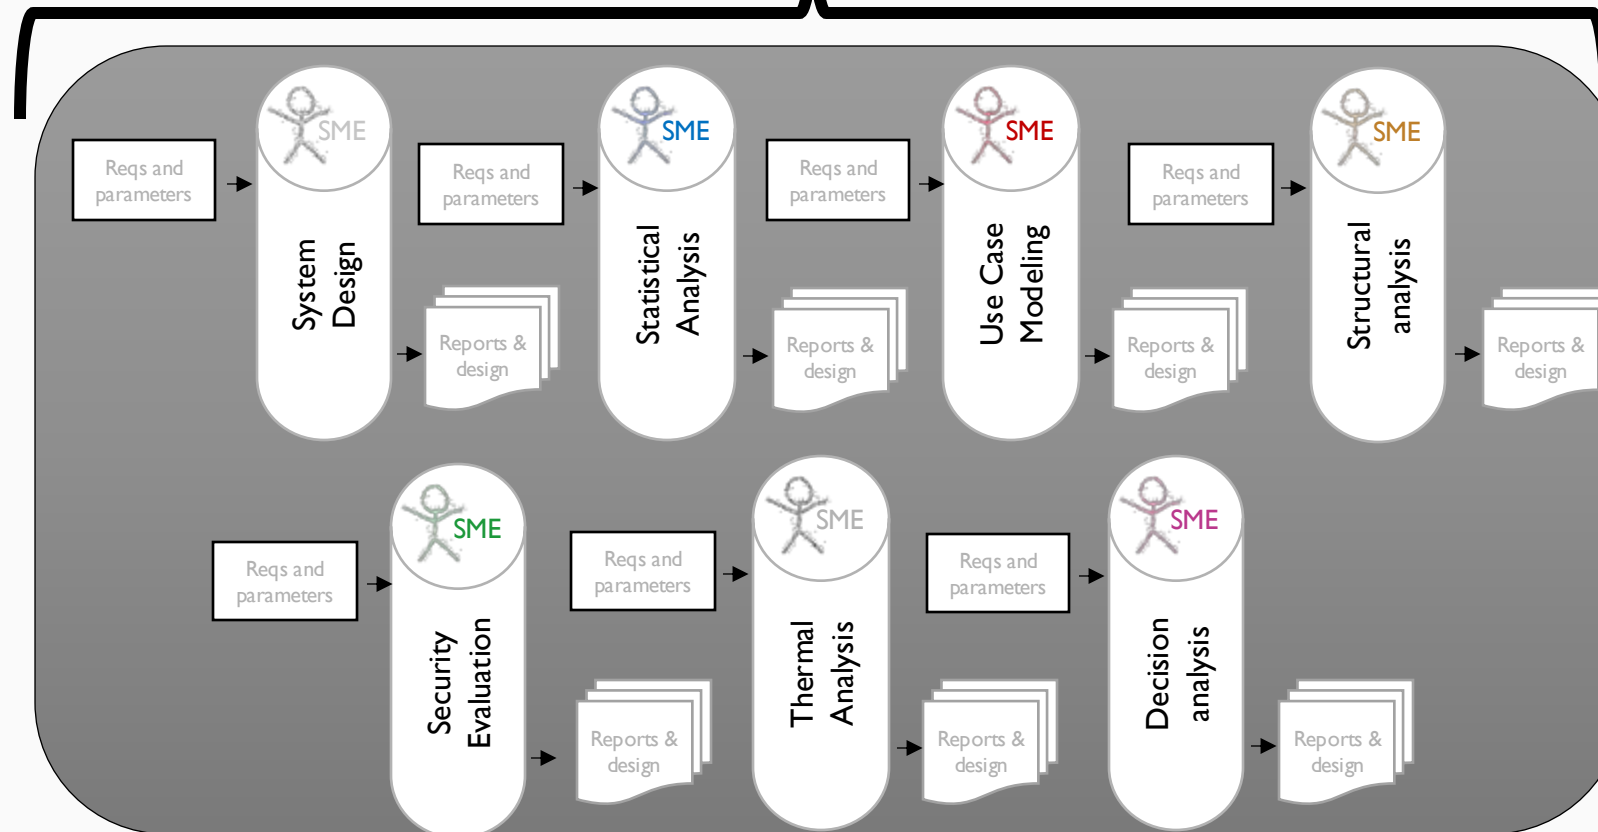 SME
Reqs and
parameters
System
Design
Reports &
design
SME
Reqs and
parameters
Statistical
Analysis
Reports &
design
SME
Reqs and
parameters
Use Case
Modeling
Reports &
design
SME
Reqs and
parameters
Structural
analysis
Reports &
design
SME
Reqs and
parameters
Security
Evaluation
Reports &
design
SME
Reqs and
parameters
Thermal
Analysis
Reports &
design
SME
Reqs and
parameters
Decision
analysis
Reports &
design